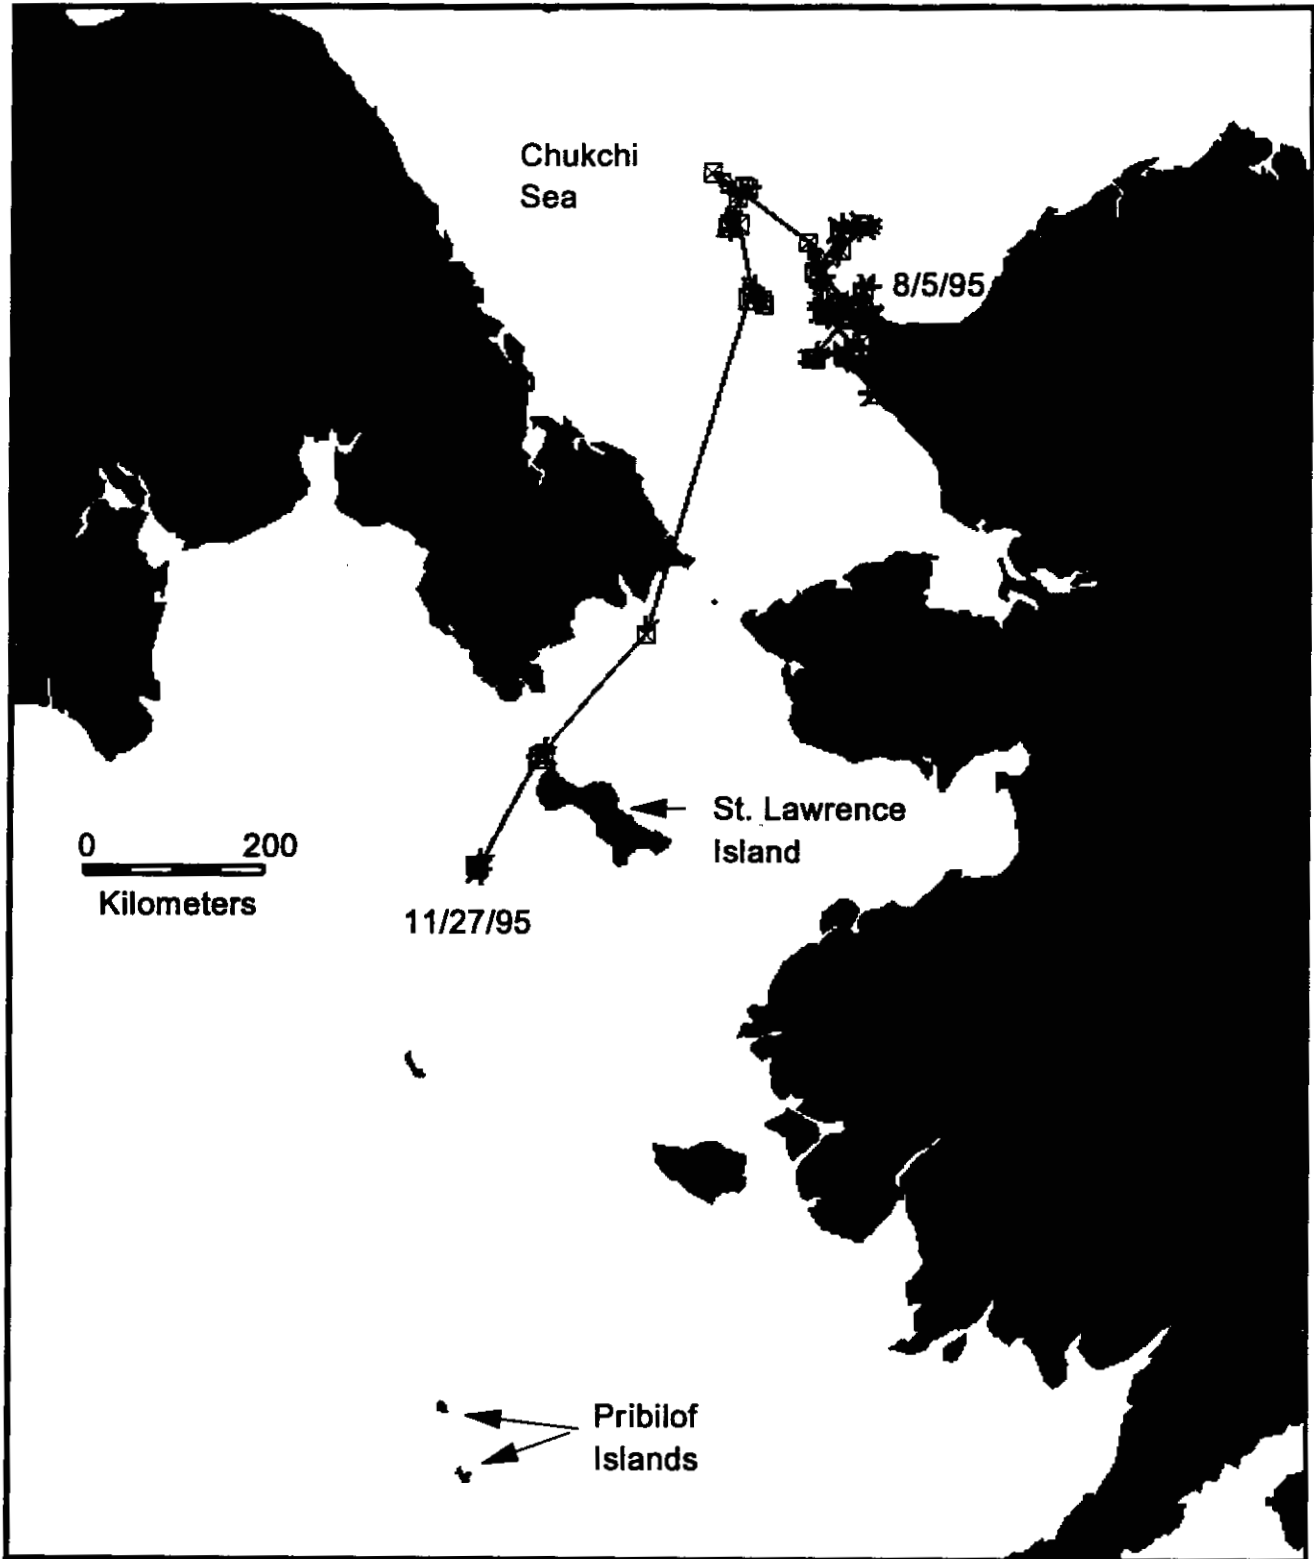 Chukchi
Sea
8/5/95
St. Lawrence
Island
0 200
Kilometers
11/27/95
Pribilof
Islands